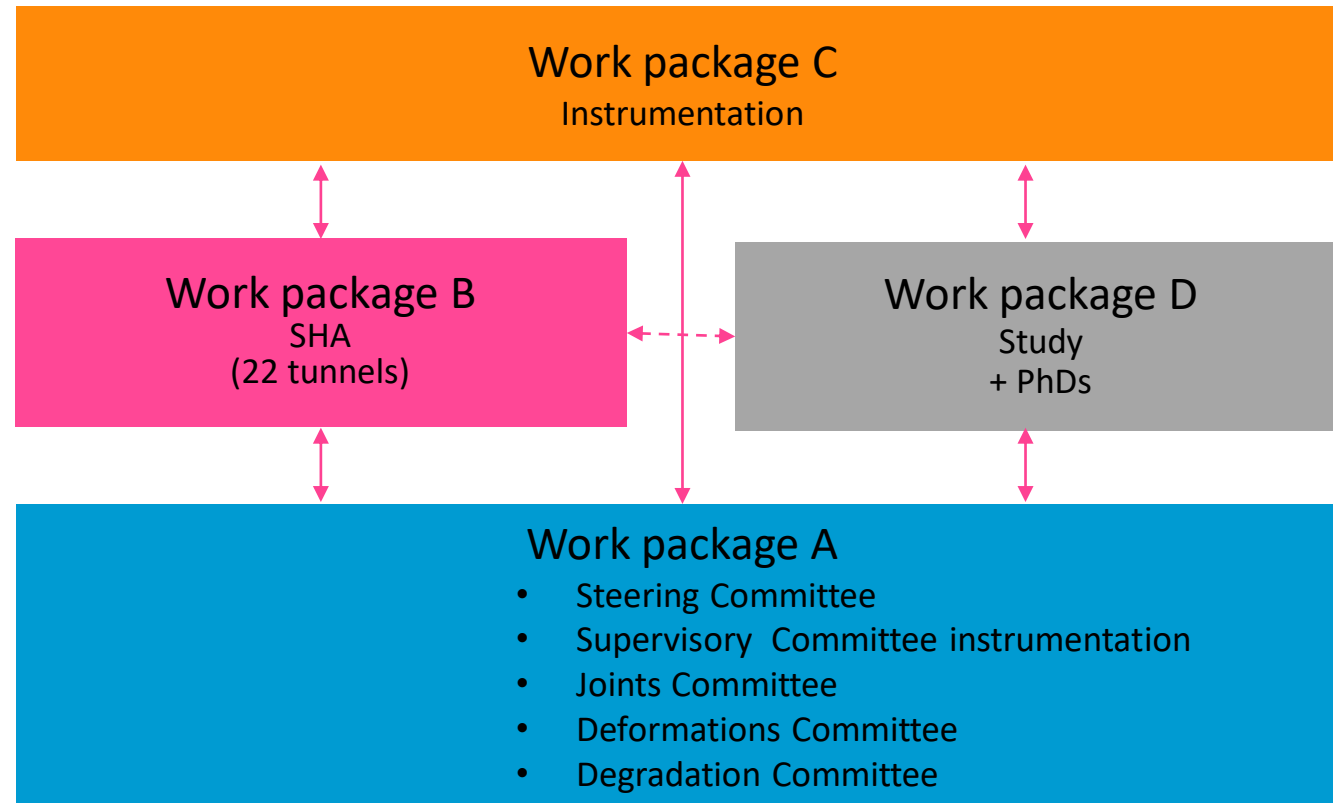 Work package C
Instrumentation
Work package B
SHA
(22 tunnels)
Work package D
Study
+ PhDs
Work package A
• Steering Committee
• Supervisory Committee instrumentation
• Joints Committee
• Deformations Committee
• Degradation Committee